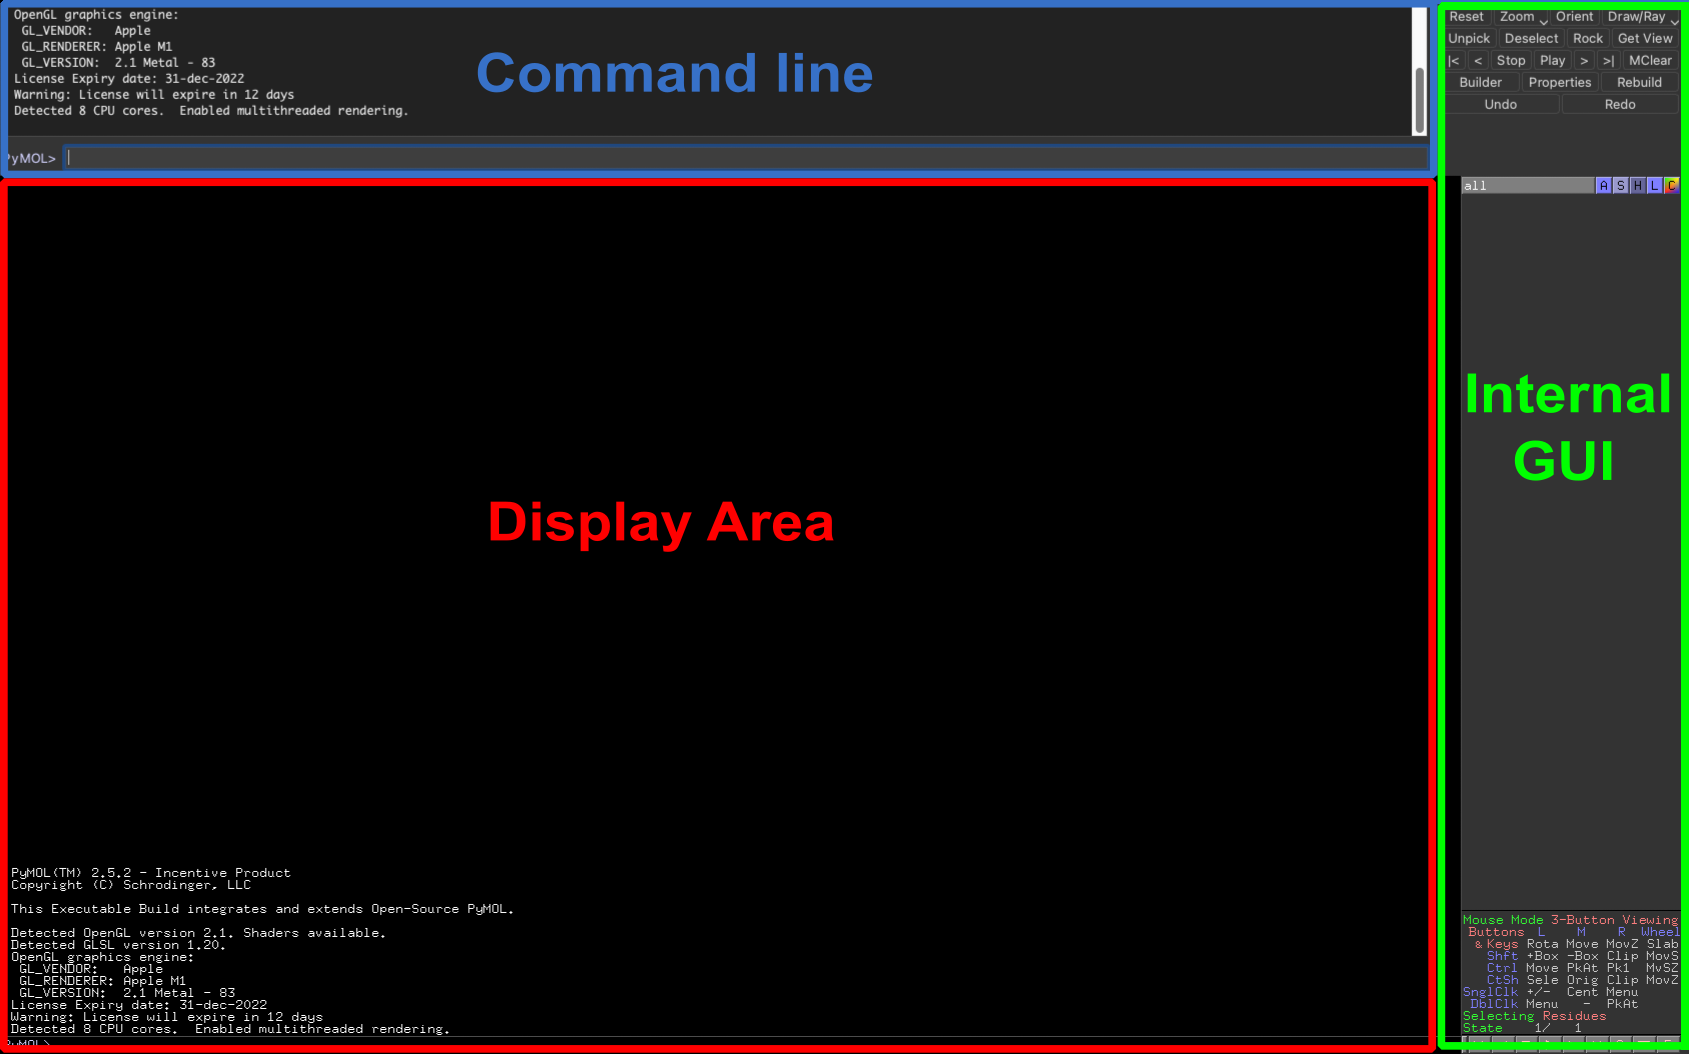 OpenGL graphics engine:
GL_VENDOR: Apple
GL_RENDERER: Apple M1
GL_VERSION: 2.1 Metal - 83
License Expiry date: 31-dec-2022
Warning: License will expire in 12 days
Detected 8 CPU cores. Enabled multithreaded rendering.
Command line
PyMOL>
Reset Zoom Orient Draw/Ray
Unpick Deselect Rock Get View
|< < Stop Play > >| MClear
Builder Properties Rebuild
Undo Redo
all A S H L C
Internal
GUI
Display Area
PyMOL(TM) 2.5.2 - Incentive Product
Copyright (C) Schrodinger, LLC
This Executable Build integrates and extends Open-Source PyMOL.
Detected OpenGL version 2.1. Shaders available.
Detected GLSL version 1.20.
OpenGL graphics engine:
GL_VENDOR: Apple
GL_RENDERER: Apple M1
GL_VERSION: 2.1 Metal - 83
License Expiry date: 31-dec-2022
Warning: License will expire in 12 days
Detected 8 CPU cores. Enabled multithreaded rendering.
PyMOL>
Mouse Mode 3-Button Viewing
Buttons L M R Wheel
& Keys Rota Move MovZ Slab
Shft +Box -Box Clip MovS
Ctrl Move PkAt Pk1 MvSZ
CtSh Sele Orig Clip MovZ
SnglClk +/- Cent Menu
DblClk Menu - PkAt
Selecting Residues
State 1/ 1